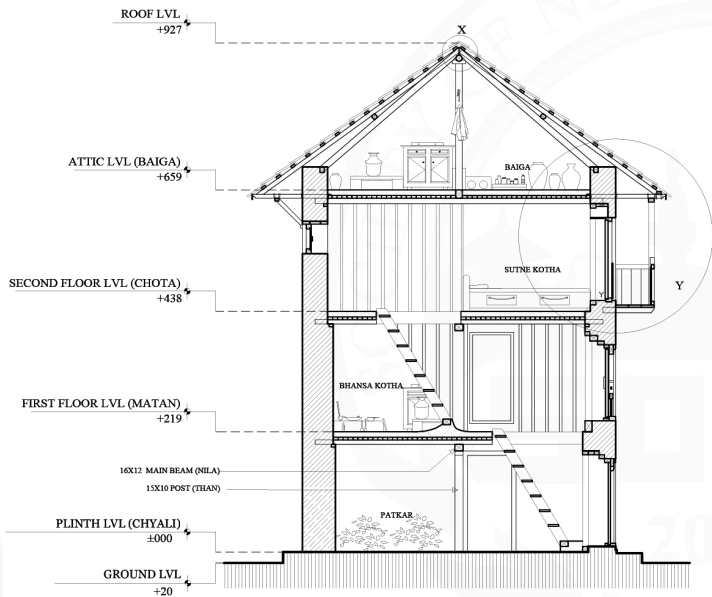 ROOF LVL
+927
X
ATTIC LVL (BAIGA)
+659
BAIGA
SECOND FLOOR LVL (CHOTA)
+438
SUTNE KOTHA
Y
Y
FIRST FLOOR LVL (MATAN)
+219
BHANSA KOTHA
16X12 MAIN BEAM (NILA)
15X10 POST (THAN)
PATKAR
PLINTH LVL (CHYALI)
±000
GROUND LVL
+20